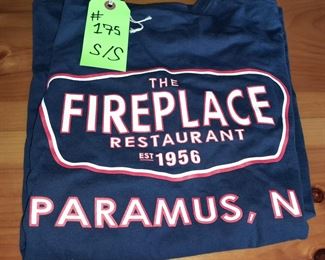 #
175
S/S
THE
FIREPLACE
RESTAURANT
EST 1956
PARAMUS, N